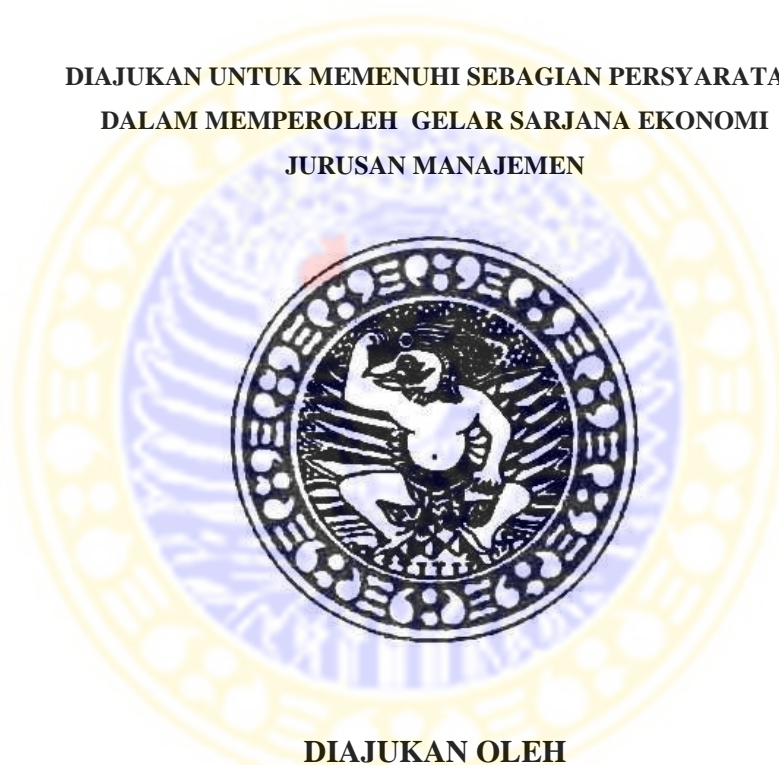 DIAJUKAN UNTUK MEMENUHI SEBAGIAN PERSYARATA
DALAM MEMPEROLEH GELAR SARJANA EKONOMI
JURUSAN MANAJEMEN
DIAJUKAN OLEH